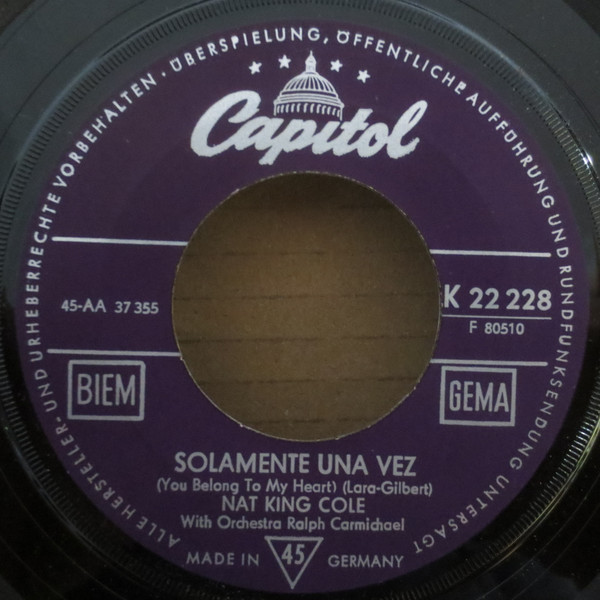 ALLE HERSTELLER- UND URHEBERRECHTE VORBEHALTEN · ÜBERSPIELUNG, ÖFFENTLICHE AUFFÜHRUNG UND RUNDFUNKSENDUNG UNTERSAGT
Capitol
45-AA 37 355
K 22 228
F 80510
BIEM
GEMA
SOLAMENTE UNA VEZ
(You Belong To My Heart) (Lara-Gilbert)
NAT KING COLE
With Orchestra Ralph Carmichael
MADE IN 45 GERMANY